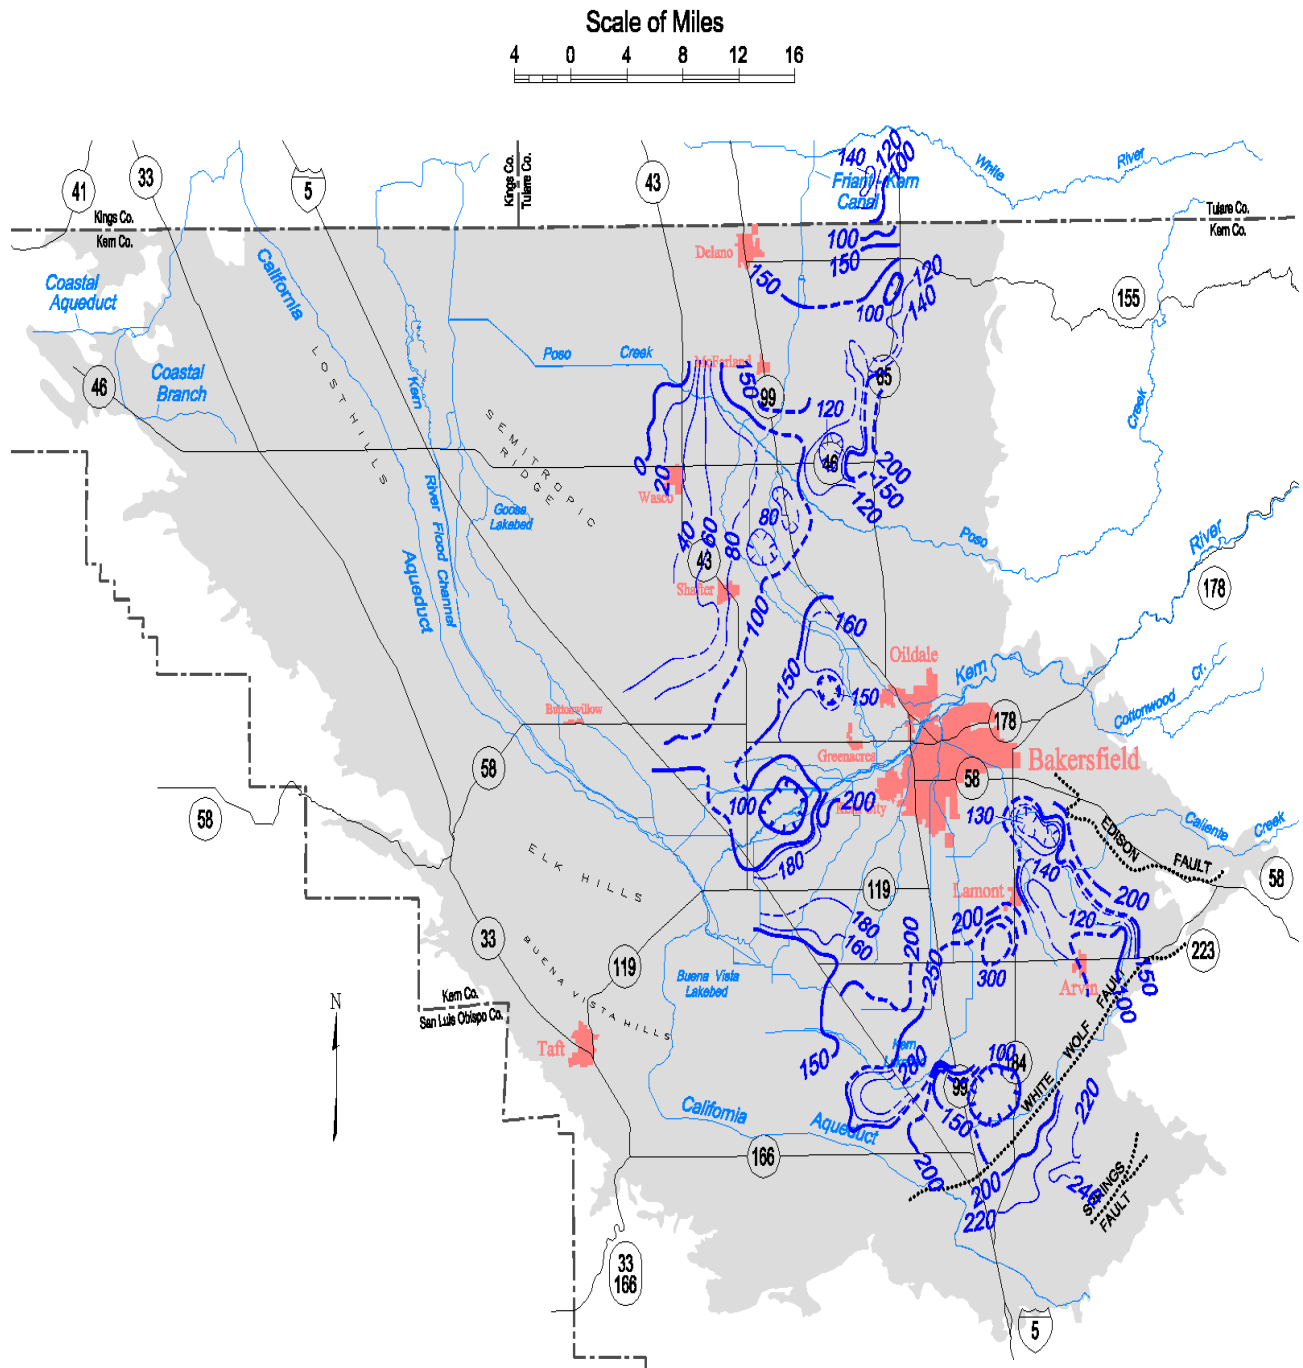 Scale of Miles
4 0 4 8 12 16
140
120
100
White
River
Friant - Kern
Canal
41
33
5
Kings Co.
Tulare Co.
43
Kings Co.
Kern Co.
Tulare Co.
Kern Co.
Delano
100
150
150
120
140
100
155
Coastal
Aqueduct
California
LOST HILLS
Kern
Poso Creek
McFarland
150
99
65
Creek
46
Coastal
Branch
SEMITROPIC
RIDGE
120
46
200
150
120
0
20
Wasco
Goose
Lakebed
River Flood Channel
Aqueduct
40
60
80
80
43
Shafter
100
Poso
River
178
160
150
150
Oildale
Kern
Cottonwood Cr.
Buttonwillow
Greenacres
178
Bakersfield
58
58
58
100
200
180
130
EDISON
FAULT
Caliente Creek
58
ELK HILLS
119
Lamont
140
120
200
33
119
BUENA VISTA HILLS
180
160
200
200
250
300
Buena Vista
Lakebed
Arvin
223
150
Kern Co.
San Luis Obispo Co.
N
Taft
150
200
100
184
99
150
WHITE WOLF FAULT
California
Aqueduct
220
166
200
200
220
240
SPRINGS
FAULT
33
166
5